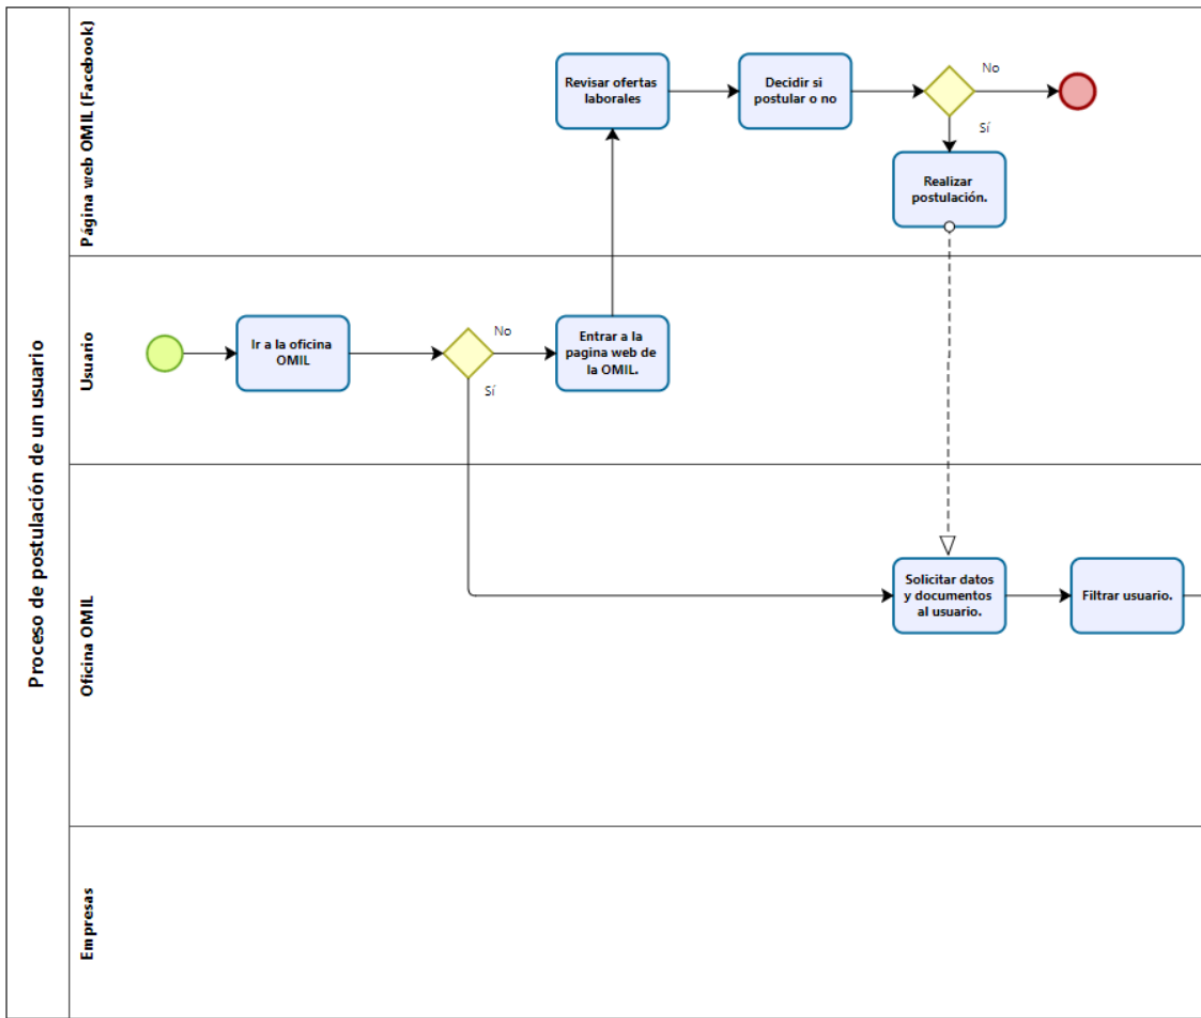 Proceso de postulación de un usuario
Página web OMIL (Facebook)
Revisar ofertas
laborales
Decidir si
postular o no
No
Sí
Realizar
postulación.
Usuario
Ir a la oficina
OMIL
No
Sí
Entrar a la
pagina web de
la OMIL.
Oficina OMIL
Solicitar datos
y documentos
al usuario.
Filtrar usuario.
Empresas